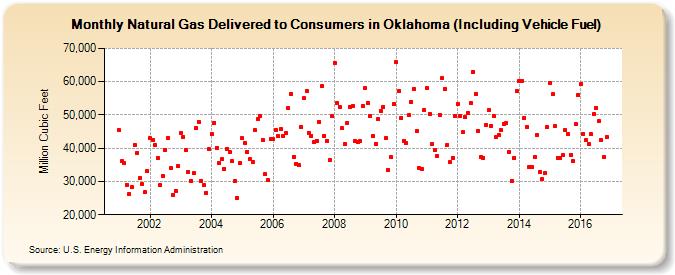 Monthly Natural Gas Delivered to Consumers in Oklahoma (Including Vehicle Fuel)
Million Cubic Feet
70,000
60,000
50,000
40,000
30,000
20,000
2002 2004 2006 2008 2010 2012 2014 2016
Source: U.S. Energy Information Administration